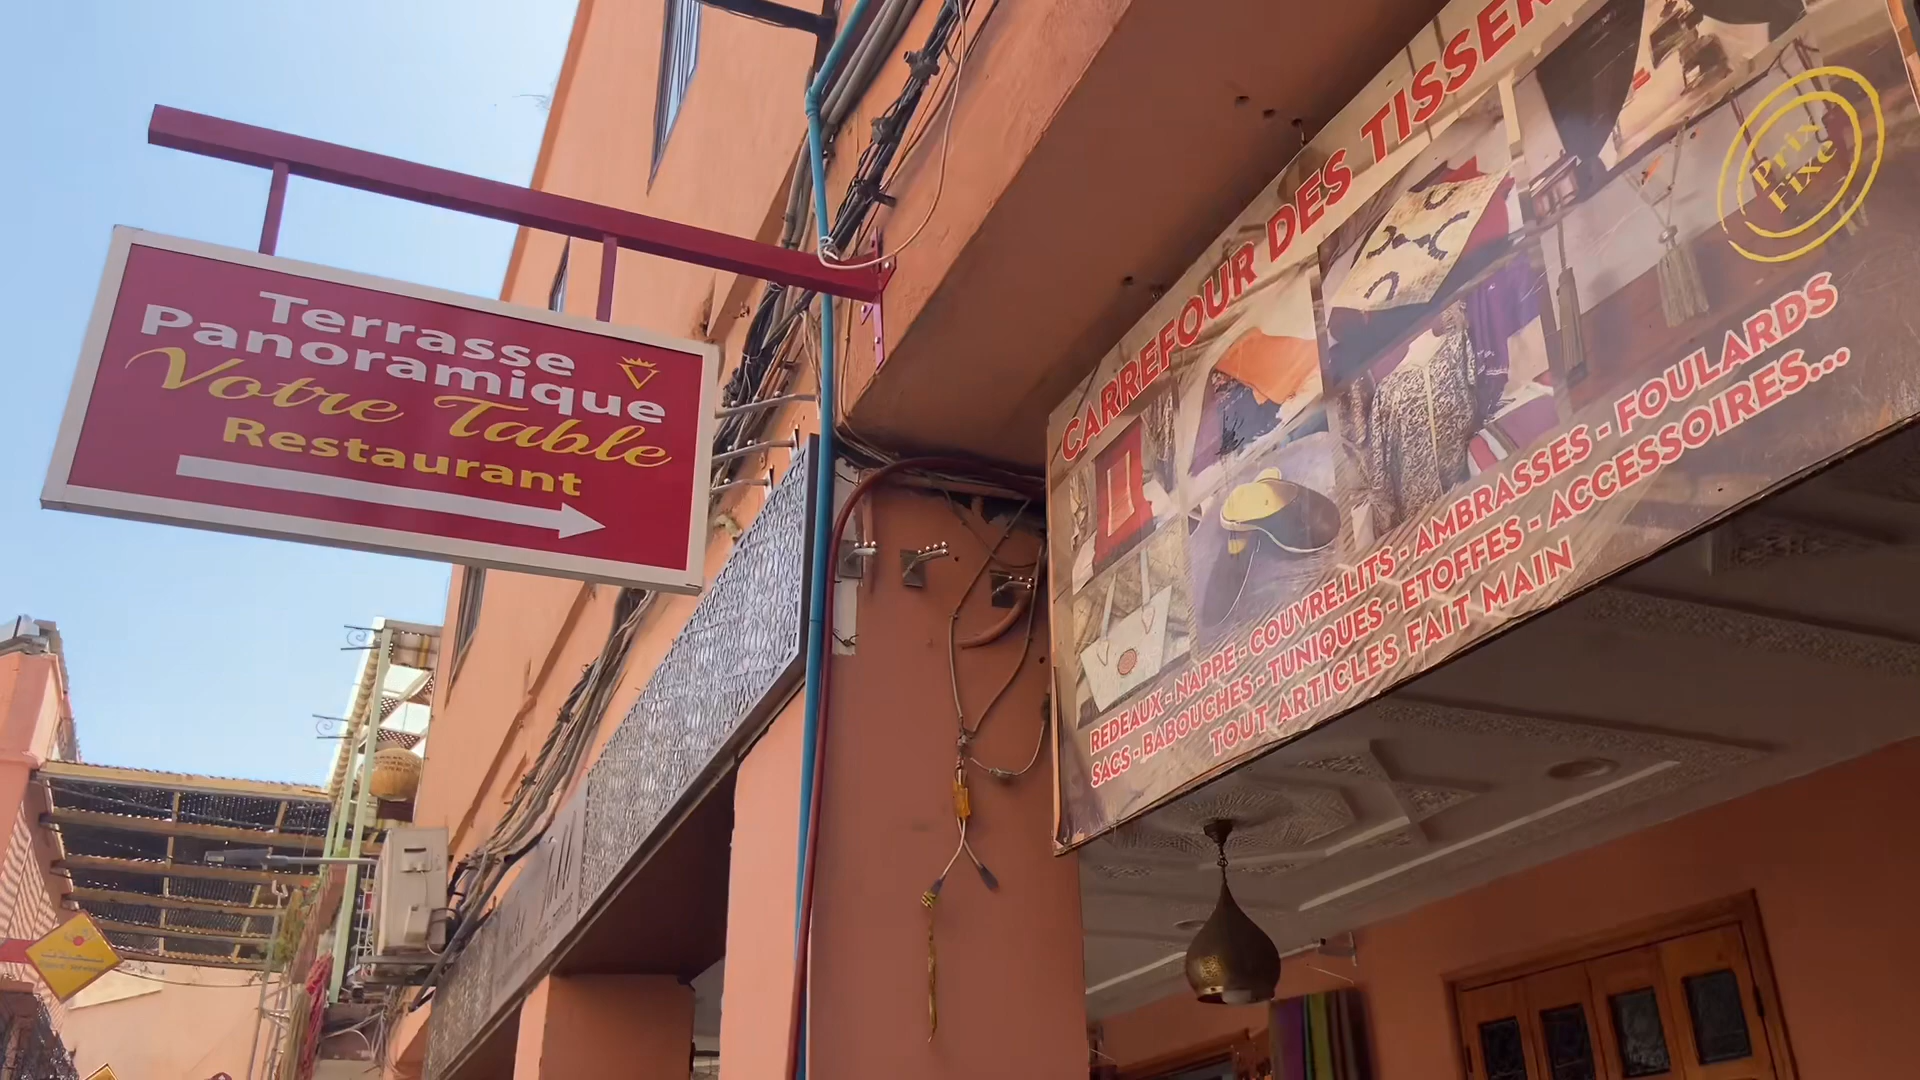 Terrasse
Panoramique
Votre Table
Restaurant
CARREFOUR DES
Prix
Fixe
REDEAUX - NAPPE - COUVRE.LITS - AMBRASSES - FOULARDS
SACS - BABOUCHES - TUNIQUES - ETOFFES - ACCESSOIRES...
TOUT ARTICLES FAIT MAIN